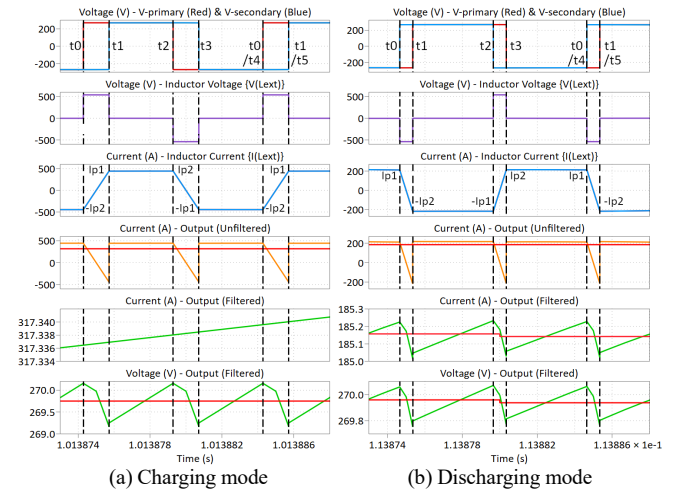 Voltage (V) - V-primary (Red) & V-secondary (Blue)
200
0
-200
t0 t1 t2 t3 t0 /t4 t1 /t5
Voltage (V) - Inductor Voltage {V(Lext)}
500
0
-500
Current (A) - Inductor Current {I(Lext)}
500
0
-500
Ip1 Ip2 Ip1
-Ip2 -Ip1 -Ip2
Current (A) - Output (Unfiltered)
500
0
-500
Current (A) - Output (Filtered)
317.340
317.338
317.336
317.334
Voltage (V) - Output (Filtered)
270.0
269.5
269.0
1.013874 1.013878 1.013882 1.013886
Time (s)
(a) Charging mode
Voltage (V) - V-primary (Red) & V-secondary (Blue)
200
0
-200
t0 t1 t2 t3 t0 /t4 t1 /t5
Voltage (V) - Inductor Voltage {V(Lext)}
500
0
-500
Current (A) - Inductor Current {I(Lext)}
200
0
-200
Ip1 Ip2 Ip1
-Ip2 -Ip1 -Ip2
Current (A) - Output (Unfiltered)
200
0
-200
Current (A) - Output (Filtered)
185.3
185.2
185.1
185.0
Voltage (V) - Output (Filtered)
270.0
269.8
1.13874 1.13878 1.13882 1.13886 × 1e-1
Time (s)
(b) Discharging mode